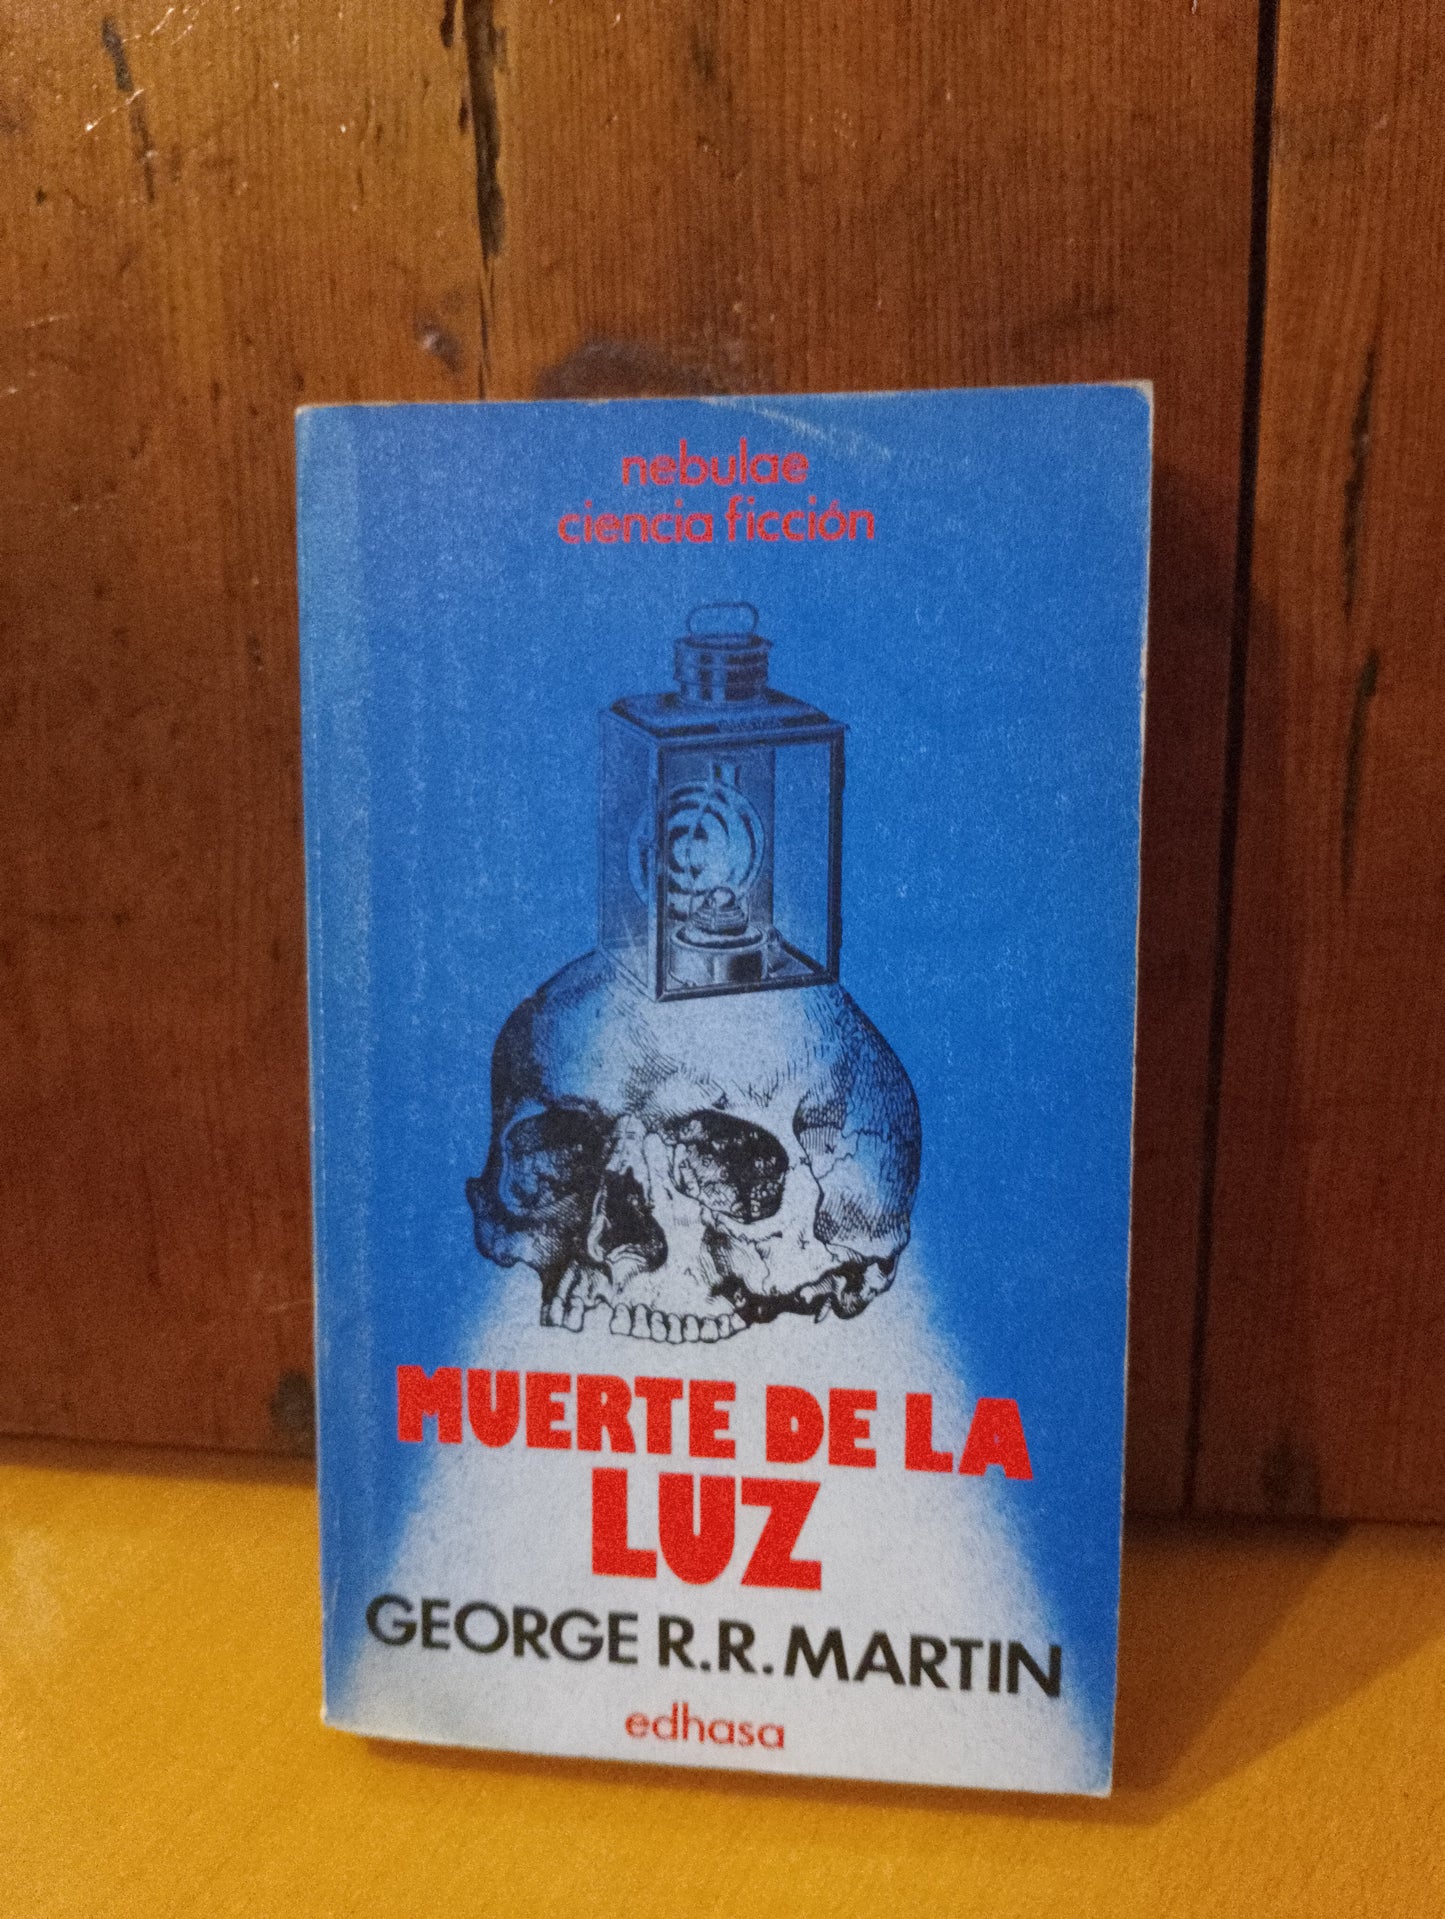 nebulae
ciencia ficción
MUERTE DE LA
LUZ
GEORGE R.R. MARTIN
edhasa